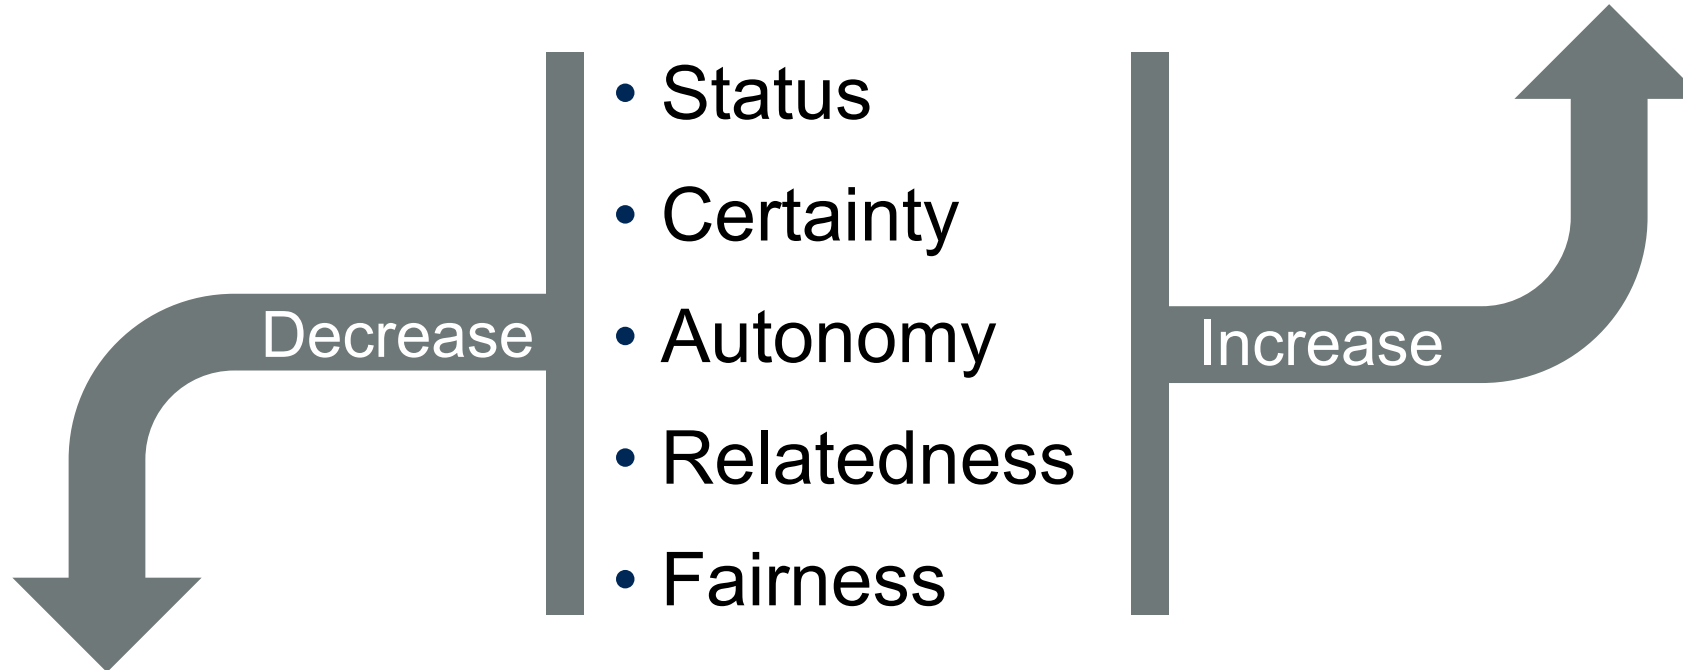 • Status
• Certainty
Decrease
• Autonomy
Increase
• Relatedness
• Fairness